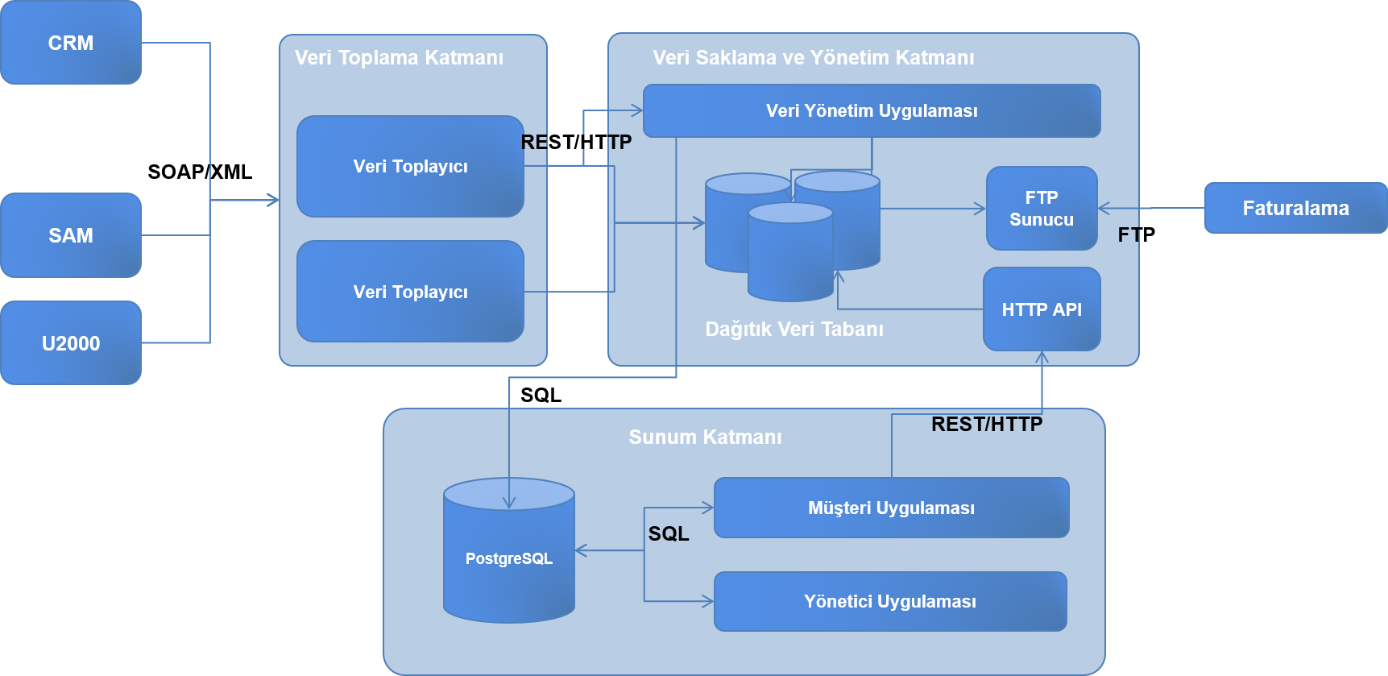 CRM
SAM
U2000
SOAP/XML
Veri Toplama Katmanı
Veri Toplayıcı
Veri Toplayıcı
REST/HTTP
Veri Saklama ve Yönetim Katmanı
Veri Yönetim Uygulaması
Dağıtık Veri Tabanı
FTP
Sunucu
HTTP API
FTP
Faturalama
SQL
REST/HTTP
Sunum Katmanı
PostgreSQL
SQL
Müşteri Uygulaması
Yönetici Uygulaması